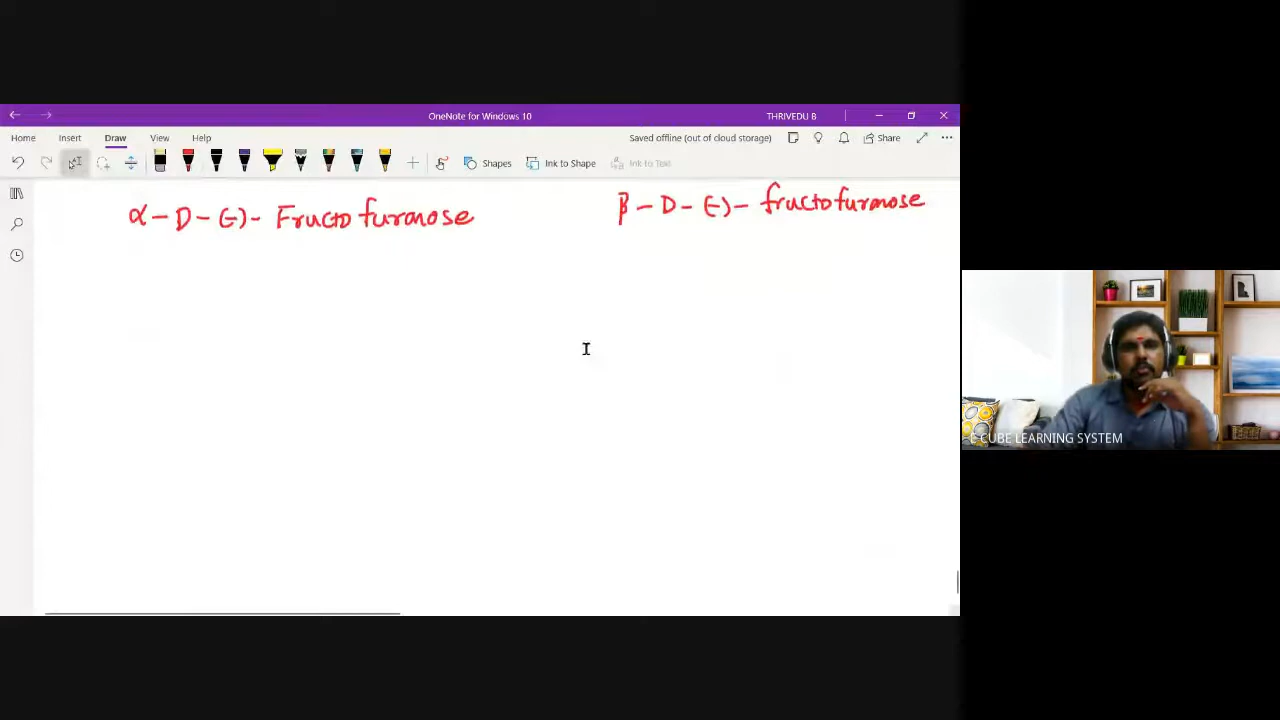 OneNote for Windows 10
THRIVEDU B
Home Insert Draw View Help
Saved offline (out of cloud storage)
Share
Shapes
Ink to Shape
Ink to Text
α - D - (-) - Fructofuranose
β - D - (-) - fructofuranose
C CUBE LEARNING SYSTEM